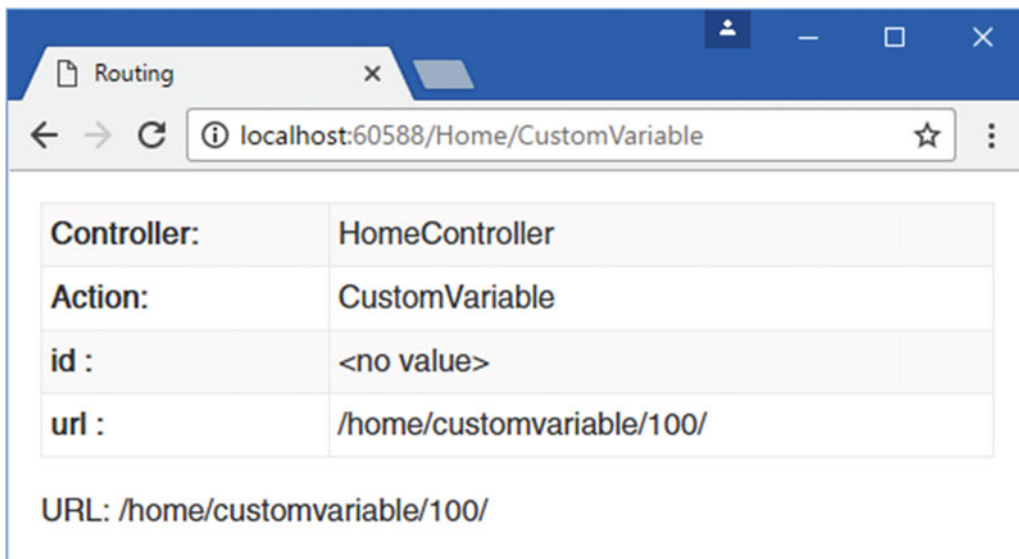 Routing
localhost:60588/Home/CustomVariable
Controller: HomeController
Action: CustomVariable
id : <no value>
url : /home/customvariable/100/
URL: /home/customvariable/100/